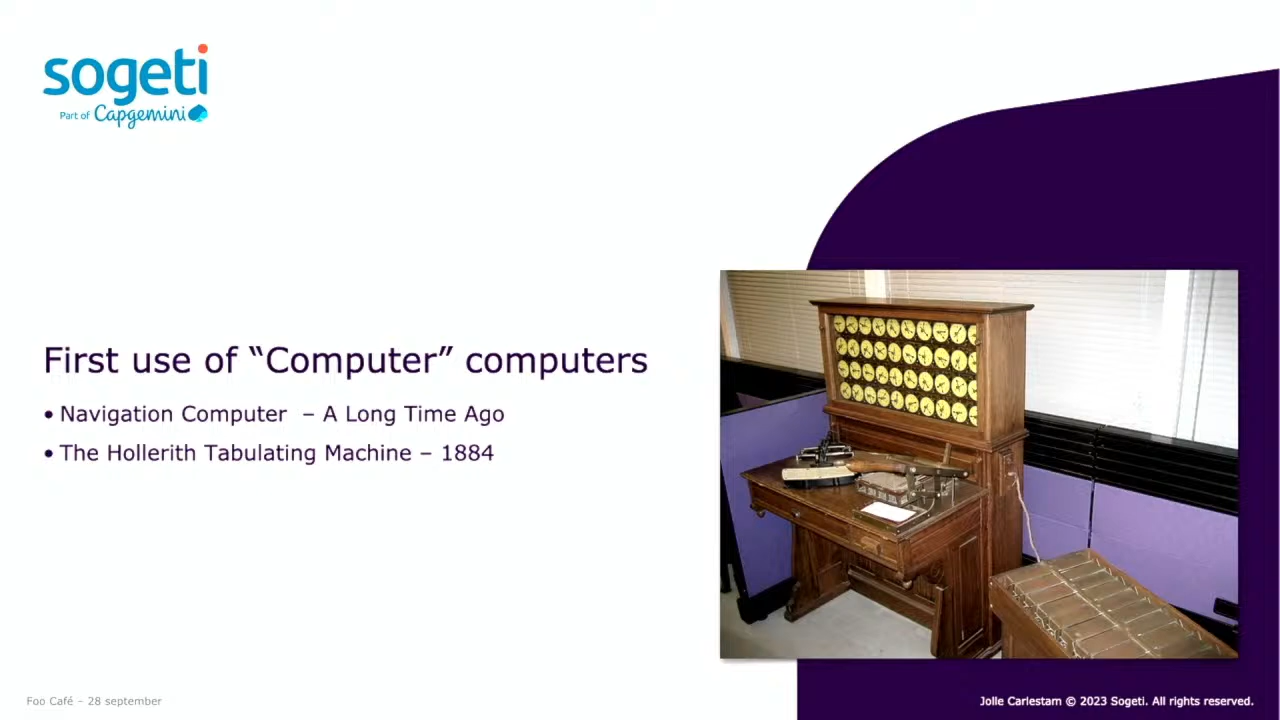 sogeti
Part of Capgemini
First use of “Computer” computers
• Navigation Computer – A Long Time Ago
• The Hollerith Tabulating Machine – 1884
Foo Café – 28 september
Jolle Carlestam © 2023 Sogeti. All rights reserved.